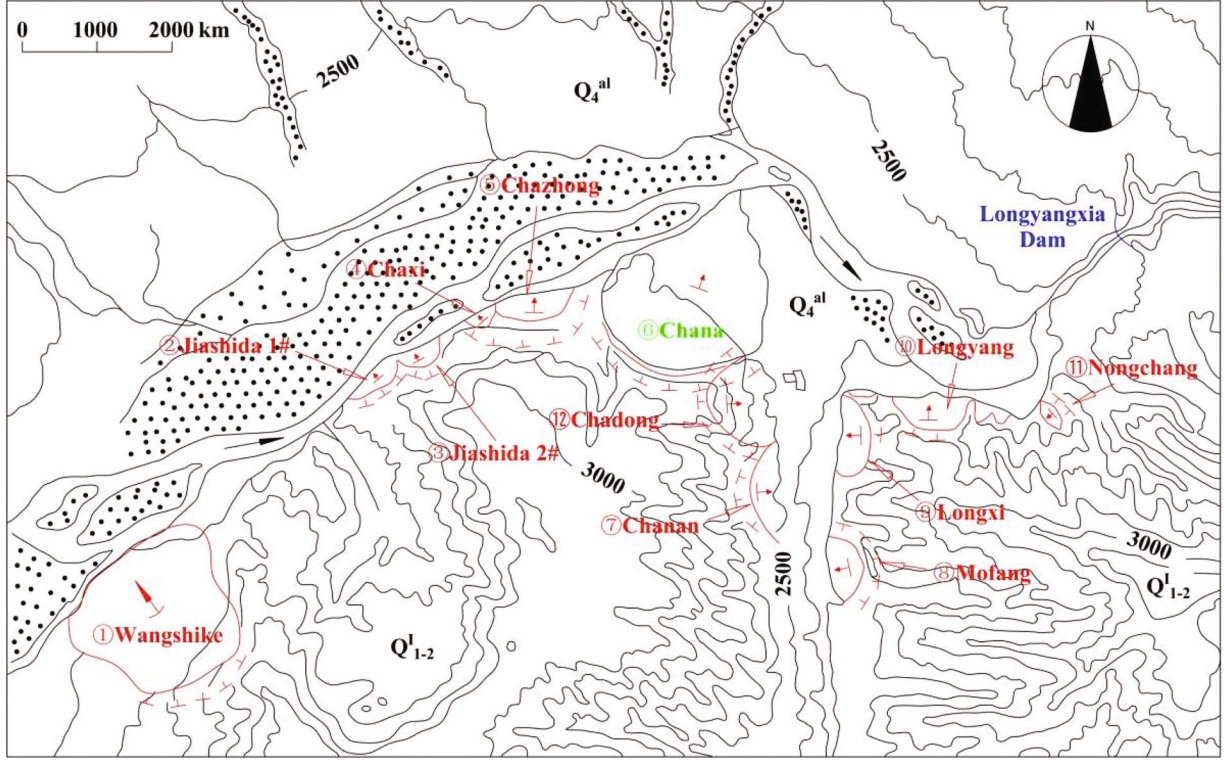 0 1000 2000 km
N
2500
Q₄ᵃˡ
2500
⑤Chazhong
Longyangxia
Dam
④Chaxi
Q₄ᵃˡ
⑥Chana
②Jiashida 1#
⑩Longyang
⑪Nongchang
⑫Chadong
③Jiashida 2#
3000
⑨Longxi
⑦Chanan
3000
⑧Mofang
2500
Qᴵ₁₋₂
①Wangshike
Qᴵ₁₋₂